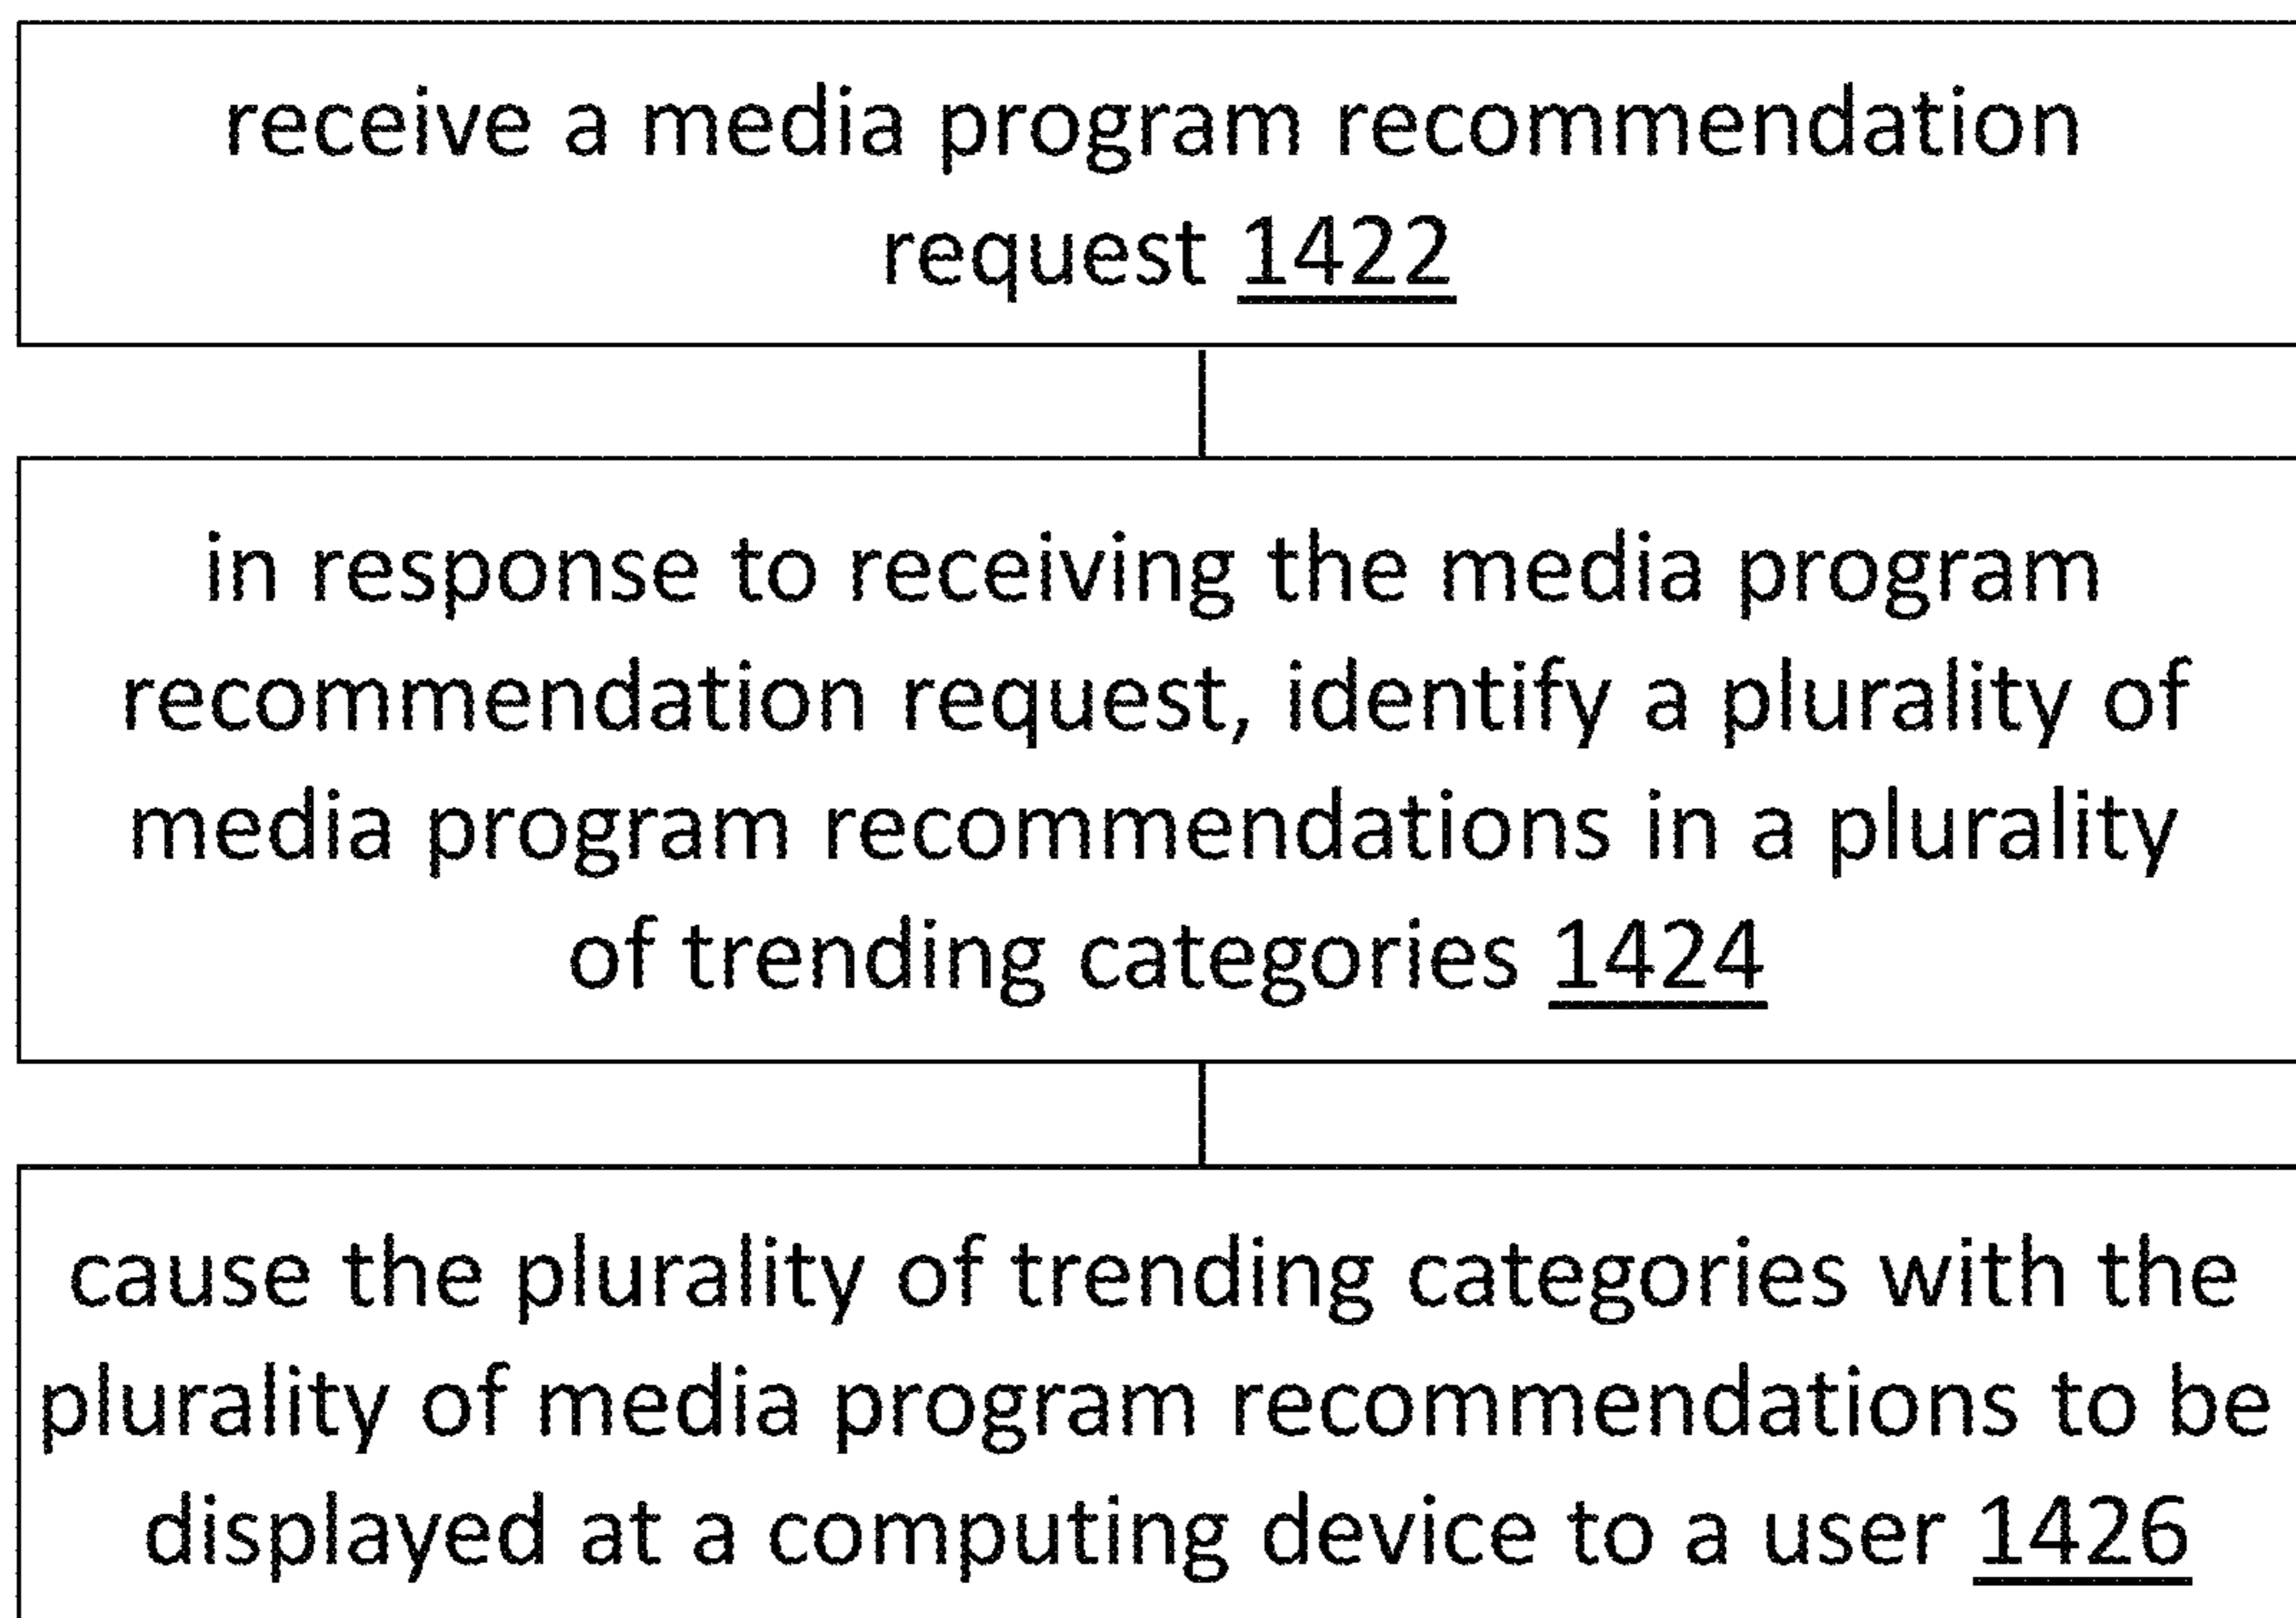 receive a media program recommendation
request 1422
in response to receiving the media program
recommendation request, identify a plurality of
media program recommendations in a plurality
of trending categories 1424
cause the plurality of trending categories with the
plurality of media program recommendations to be
displayed at a computing device to a user 1426